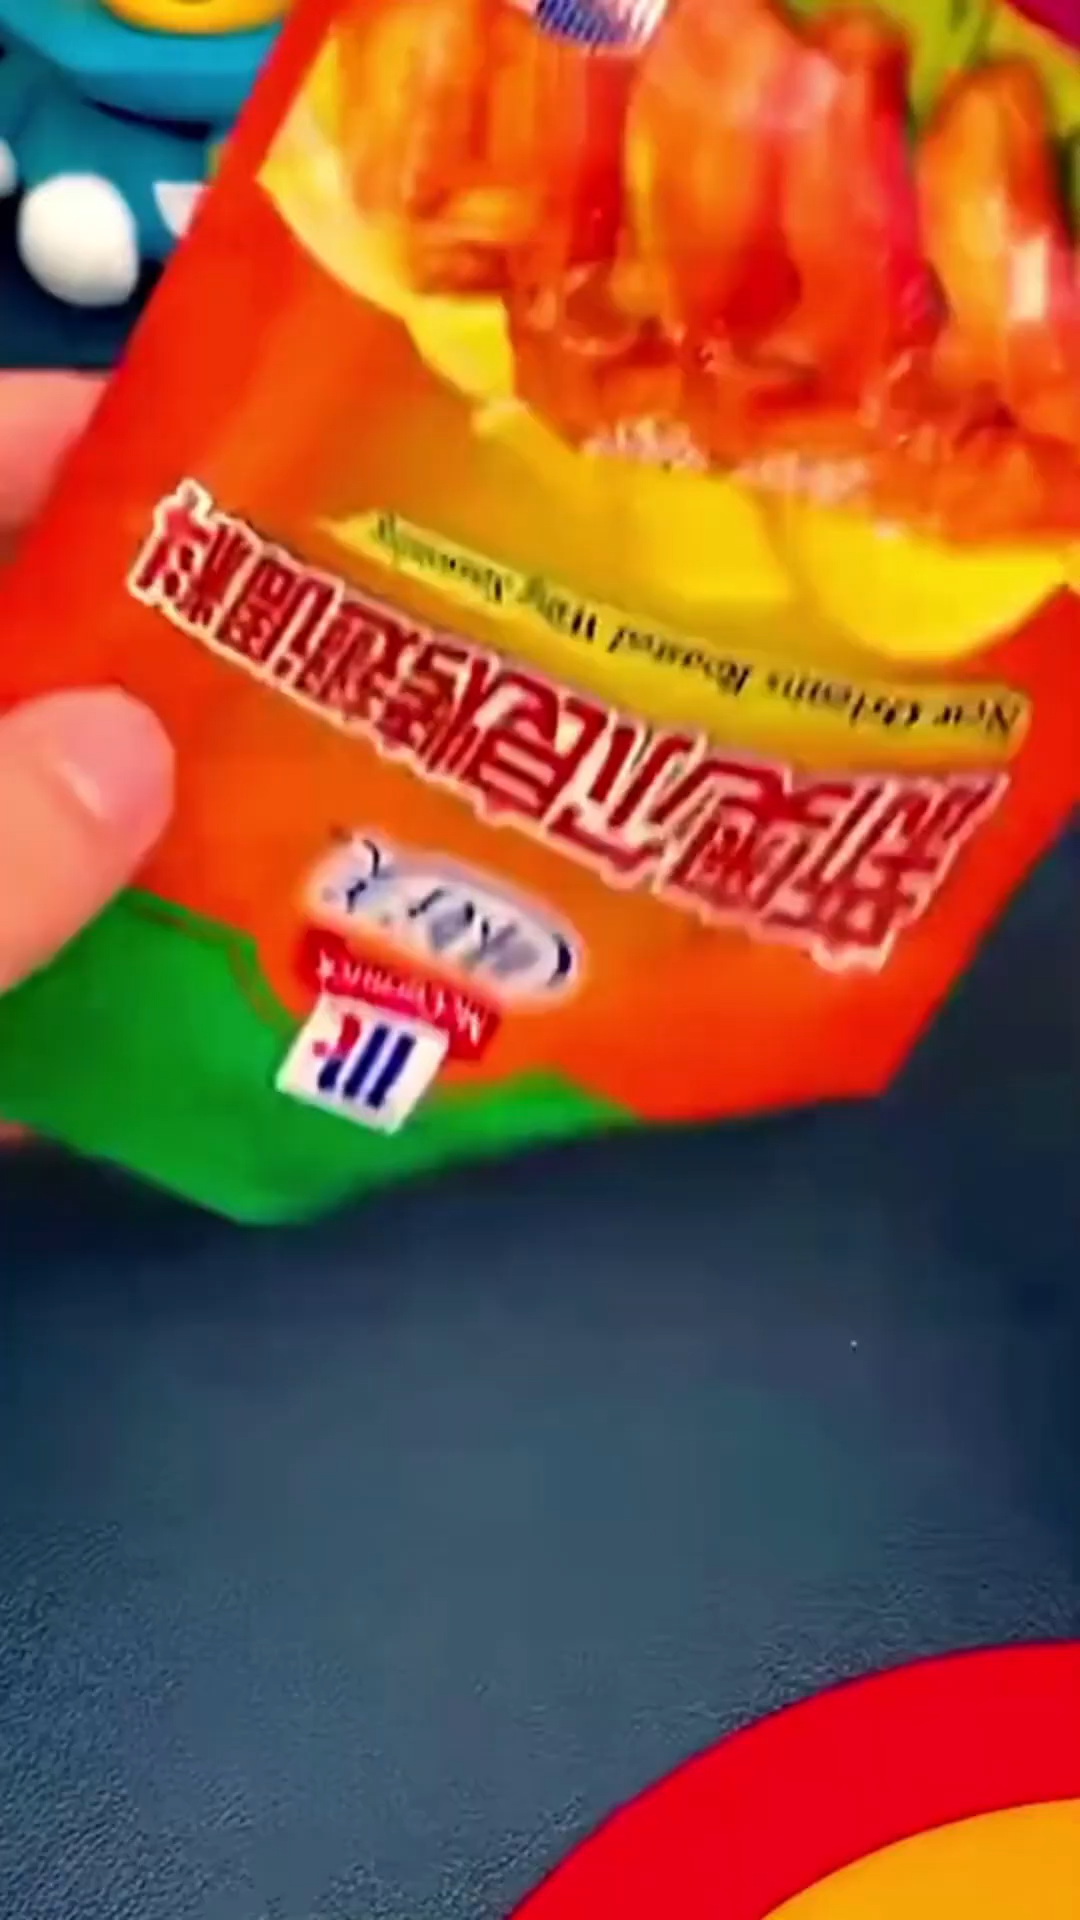 McCormick
新奥尔良烤翅腌料
New Orleans Roasted Wing Seasoning